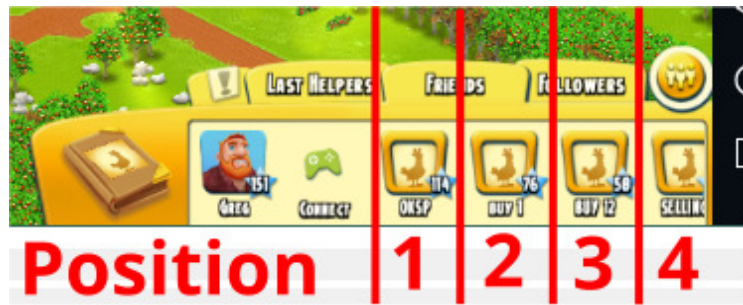 LAST HELPERS FRIENDS FOLLOWERS
151 114 76 58
GREG CONNECT OKSP BUY 1 BUY 12 SELLING
Position 1 2 3 4